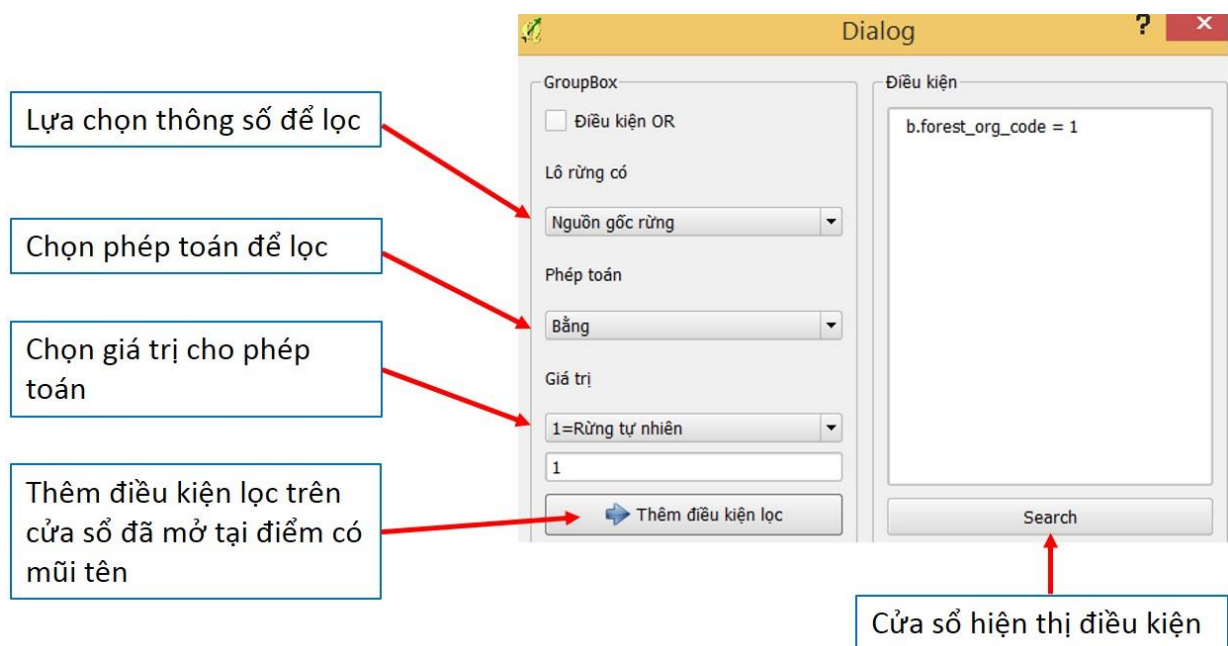 Dialog
?
x
Lựa chọn thông số để lọc
Chọn phép toán để lọc
Chọn giá trị cho phép
toán
Thêm điều kiện lọc trên
cửa sổ đã mở tại điểm có
mũi tên
GroupBox
Điều kiện OR
Lô rừng có
Nguồn gốc rừng
Phép toán
Bằng
Giá trị
1=Rừng tự nhiên
1
Thêm điều kiện lọc
Điều kiện
b.forest_org_code = 1
Search
Cửa sổ hiện thị điều kiện